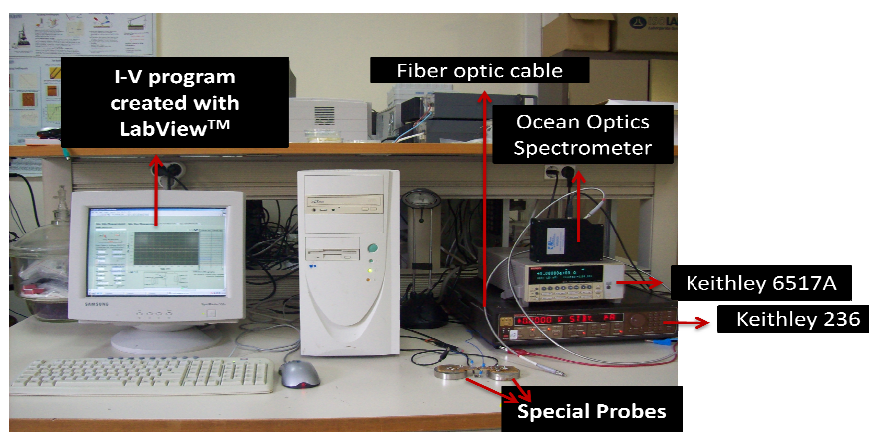 I-V program
created with
LabView™
Fiber optic cable
Ocean Optics
Spectrometer
Keithley 6517A
Keithley 236
SAMSUNG
Special Probes